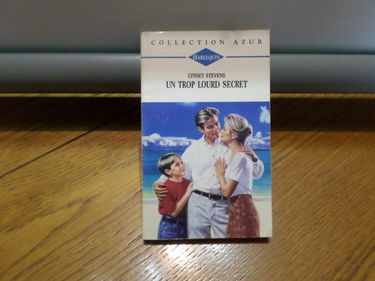 COLLECTION AZUR
HARLEQUIN
LYNSEY STEVENS
UN TROP LOURD SECRET